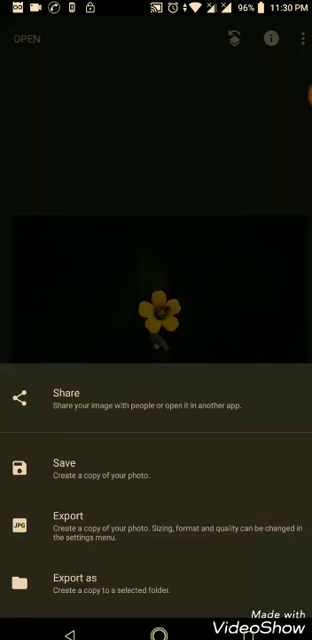 96% 11:30 PM
OPEN
Share
Share your image with people or open it in another app.
Save
Create a copy of your photo.
JPG
Export
Create a copy of your photo. Sizing, format and quality can be changed in
the settings menu.
Export as
Create a copy to a selected folder.
Made with
VideoShow